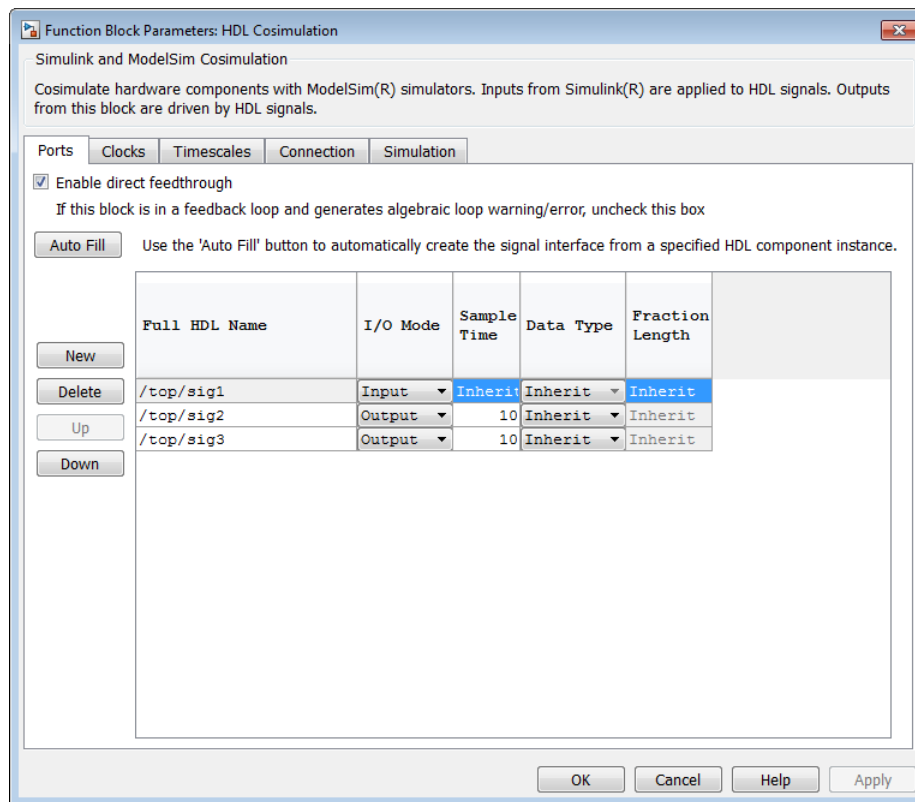 Function Block Parameters: HDL Cosimulation
Simulink and ModelSim Cosimulation
Cosimulate hardware components with ModelSim(R) simulators. Inputs from Simulink(R) are applied to HDL signals. Outputs
from this block are driven by HDL signals.
Ports Clocks Timescales Connection Simulation
Enable direct feedthrough
If this block is in a feedback loop and generates algebraic loop warning/error, uncheck this box
Auto Fill Use the 'Auto Fill' button to automatically create the signal interface from a specified HDL component instance.
Full HDL Name I/O Mode Sample Time Data Type Fraction Length
New
Delete /top/sig1 Input Inherit Inherit Inherit
/top/sig2 Output 10 Inherit Inherit
Up
/top/sig3 Output 10 Inherit Inherit
Down
OK Cancel Help Apply